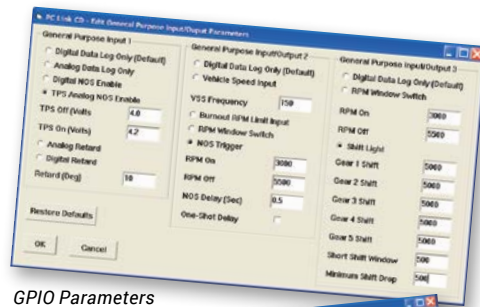 PC Link CD - Edit General Purpose Input/Ouput Parameters
General Purpose Input 1
Digital Data Log Only (Default)
Analog Data Log Only
Digital NOS Enable
TPS Analog NOS Enable
TPS Off (Volts 4.0
TPS On (Volts) 4.2
Analog Retard
Digital Retard
Retard (Deg) 10
Restore Defaults
OK Cancel
General Purpose Input/Output 2
Digital Data Log Only (Default)
Vehicle Speed Input
VSS Frequency 150
Burnout RPM Limit Input
RPM Window Switch
NOS Trigger
RPM On 3000
RPM Off 5500
NOS Delay (Sec) 0.5
One-Shot Delay
General Purpose Input/Output 3
Digital Data Log Only (Default)
RPM Window Switch
RPM On 3000
RPM Off 5500
Shift Light
Gear 1 Shift 5000
Gear 2 Shift 5000
Gear 3 Shift 5000
Gear 4 Shift 5000
Gear 5 Shift 5000
Short Shift Window 500
Minimum Shift Drop 500
GPIO Parameters